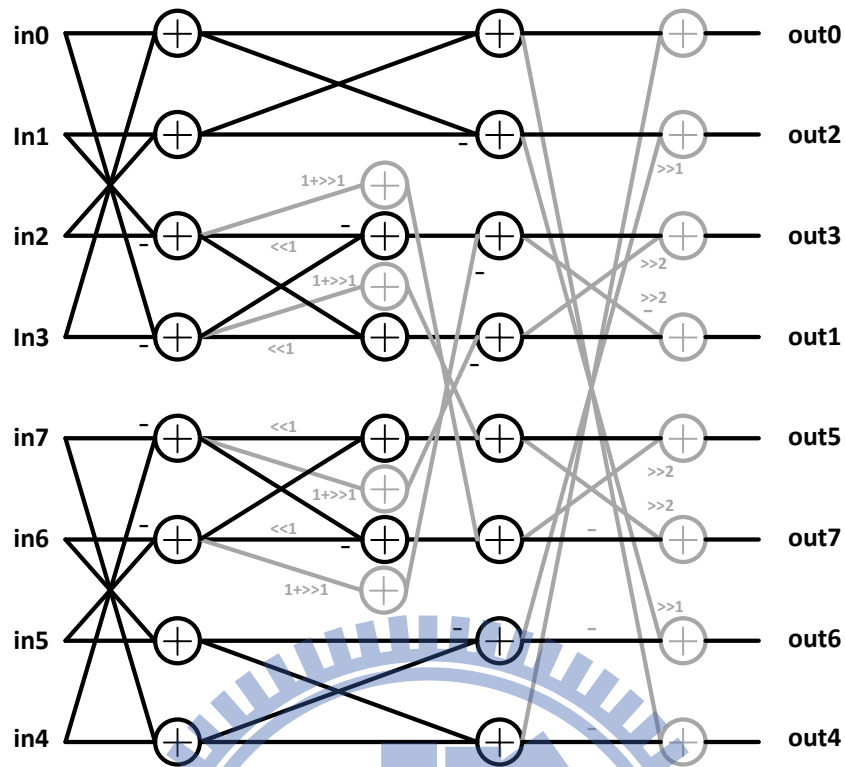 in0 out0
In1 out2
- >>1
1+>>1 -
in2 - <<1 - >>2 out3
1+>>1 >>2
-
In3 - <<1 - out1
in7 - <<1 out5
1+>>1 >>2
in6 - <<1 - - out7
1+>>1 >>1
in5 - - out6
in4 - out4